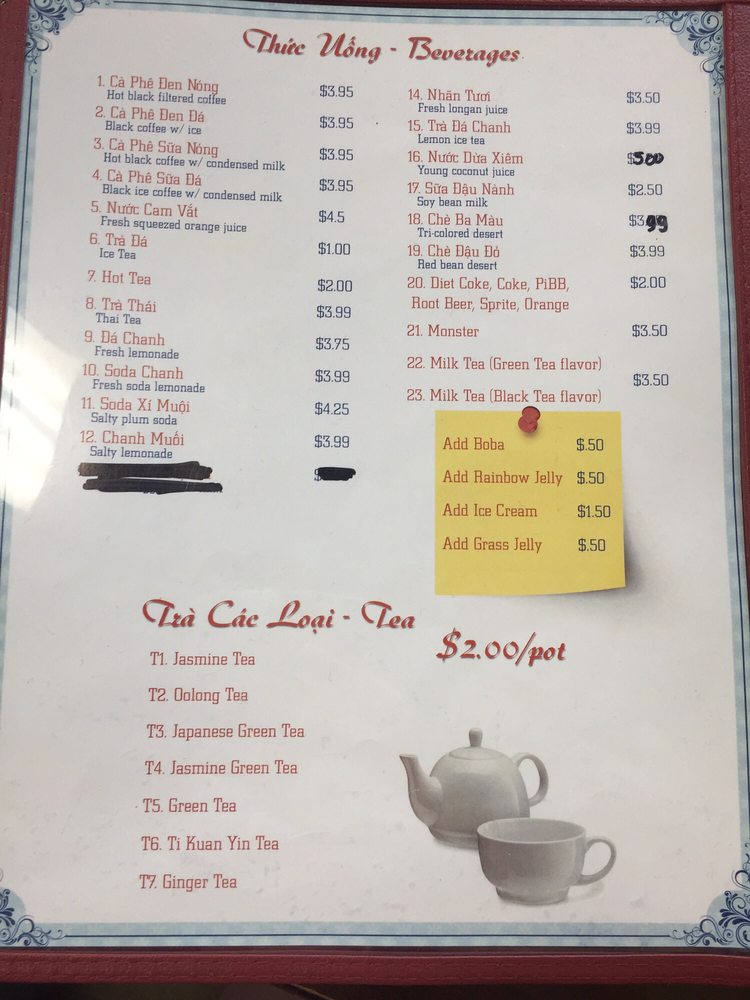 Thức Uống - Beverages
1. Cà Phê Đen Nóng $3.95
Hot black filtered coffee
2. Cà Phê Đen Đá $3.95
Black coffee w/ ice
3. Cà Phê Sữa Nóng $3.95
Hot black coffee w/ condensed milk
4. Cà Phê Sữa Đá $3.95
Black ice coffee w/ condensed milk
5. Nước Cam Vắt $4.5
Fresh squeezed orange juice
6. Trà Đá $1.00
Ice Tea
7. Hot Tea $2.00
8. Trà Thái $3.99
Thai Tea
9. Đá Chanh $3.75
Fresh lemonade
10. Soda Chanh $3.99
Fresh soda lemonade
11. Soda Xí Muội $4.25
Salty plum soda
12. Chanh Muối $3.99
Salty lemonade
14. Nhãn Tươi $3.50
Fresh longan juice
15. Trà Đá Chanh $3.99
Lemon ice tea
16. Nước Dừa Xiêm $500
Young coconut juice
17. Sữa Đậu Nành $2.50
Soy bean milk
18. Chè Ba Màu $3.99
Tri-colored desert
19. Chè Đậu Đỏ $3.99
Red bean desert
20. Diet Coke, Coke, PiBB, $2.00
Root Beer, Sprite, Orange
21. Monster $3.50
22. Milk Tea (Green Tea flavor)
$3.50
23. Milk Tea (Black Tea flavor)
Add Boba $.50
Add Rainbow Jelly $.50
Add Ice Cream $1.50
Add Grass Jelly $.50
Trà Các Loại - Tea
$2.00/pot
T1. Jasmine Tea
T2. Oolong Tea
T3. Japanese Green Tea
T4. Jasmine Green Tea
T5. Green Tea
T6. Ti Kuan Yin Tea
T7. Ginger Tea